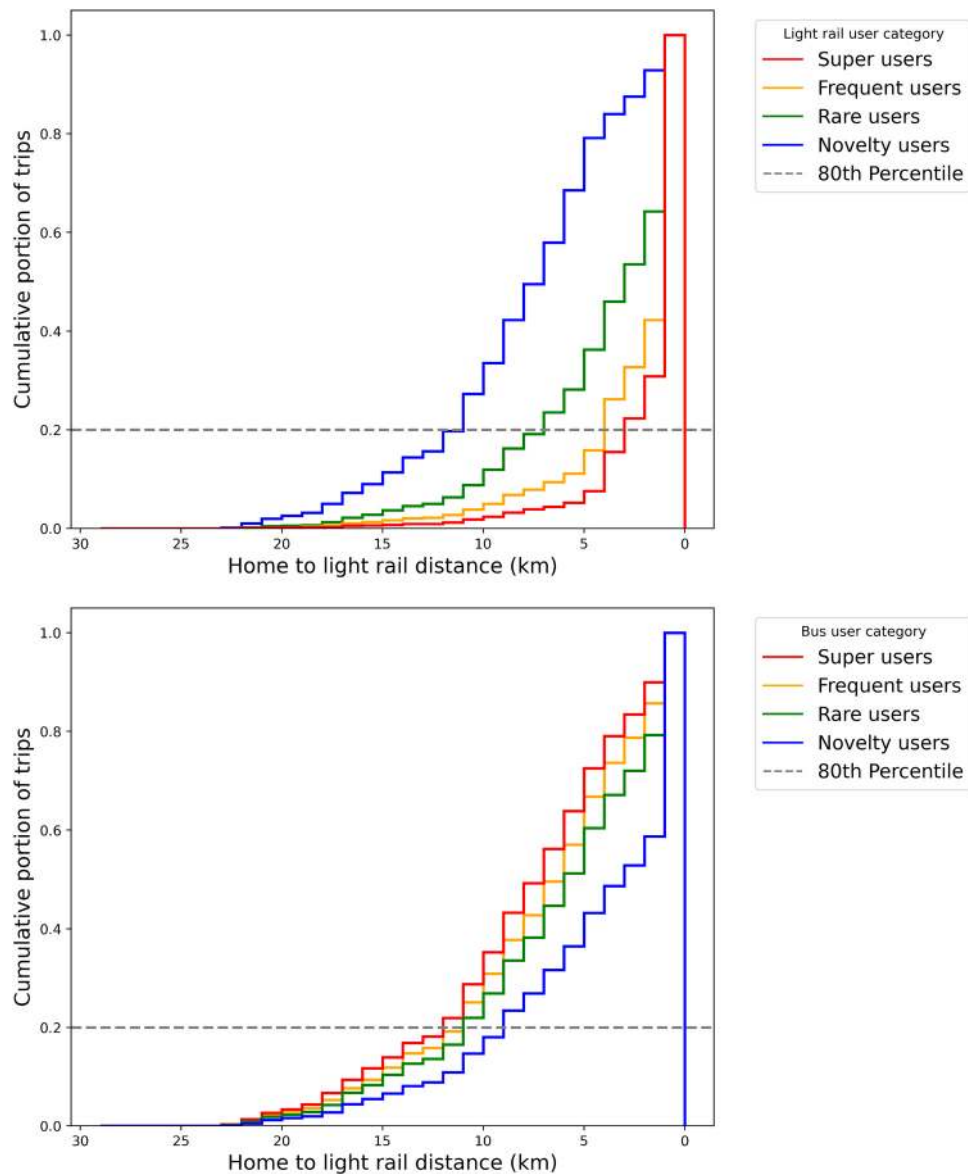 Light rail user category
Super users
Frequent users
Rare users
Novelty users
80th Percentile
Cumulative portion of trips
1.0
0.8
0.6
0.4
0.2
0.0
30 25 20 15 10 5 0
Home to light rail distance (km)
Bus user category
Super users
Frequent users
Rare users
Novelty users
80th Percentile
Cumulative portion of trips
1.0
0.8
0.6
0.4
0.2
0.0
30 25 20 15 10 5 0
Home to light rail distance (km)